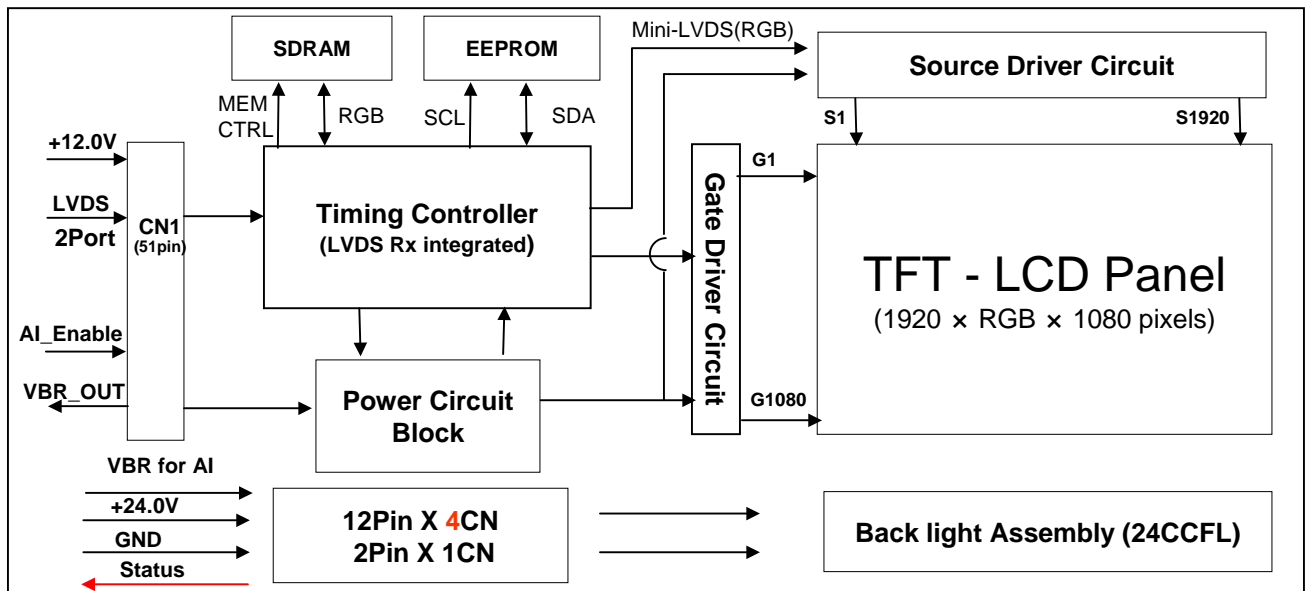 SDRAM
EEPROM
Mini-LVDS(RGB)
Source Driver Circuit
MEM
CTRL
RGB
SCL
SDA
S1
S1920
+12.0V
LVDS
2Port
CN1
(51pin)
Timing Controller
(LVDS Rx integrated)
Gate Driver Circuit
G1
TFT - LCD Panel
(1920 × RGB × 1080 pixels)
AI_Enable
VBR_OUT
Power Circuit
Block
G1080
VBR for AI
+24.0V
GND
Status
12Pin X 4CN
2Pin X 1CN
Back light Assembly (24CCFL)